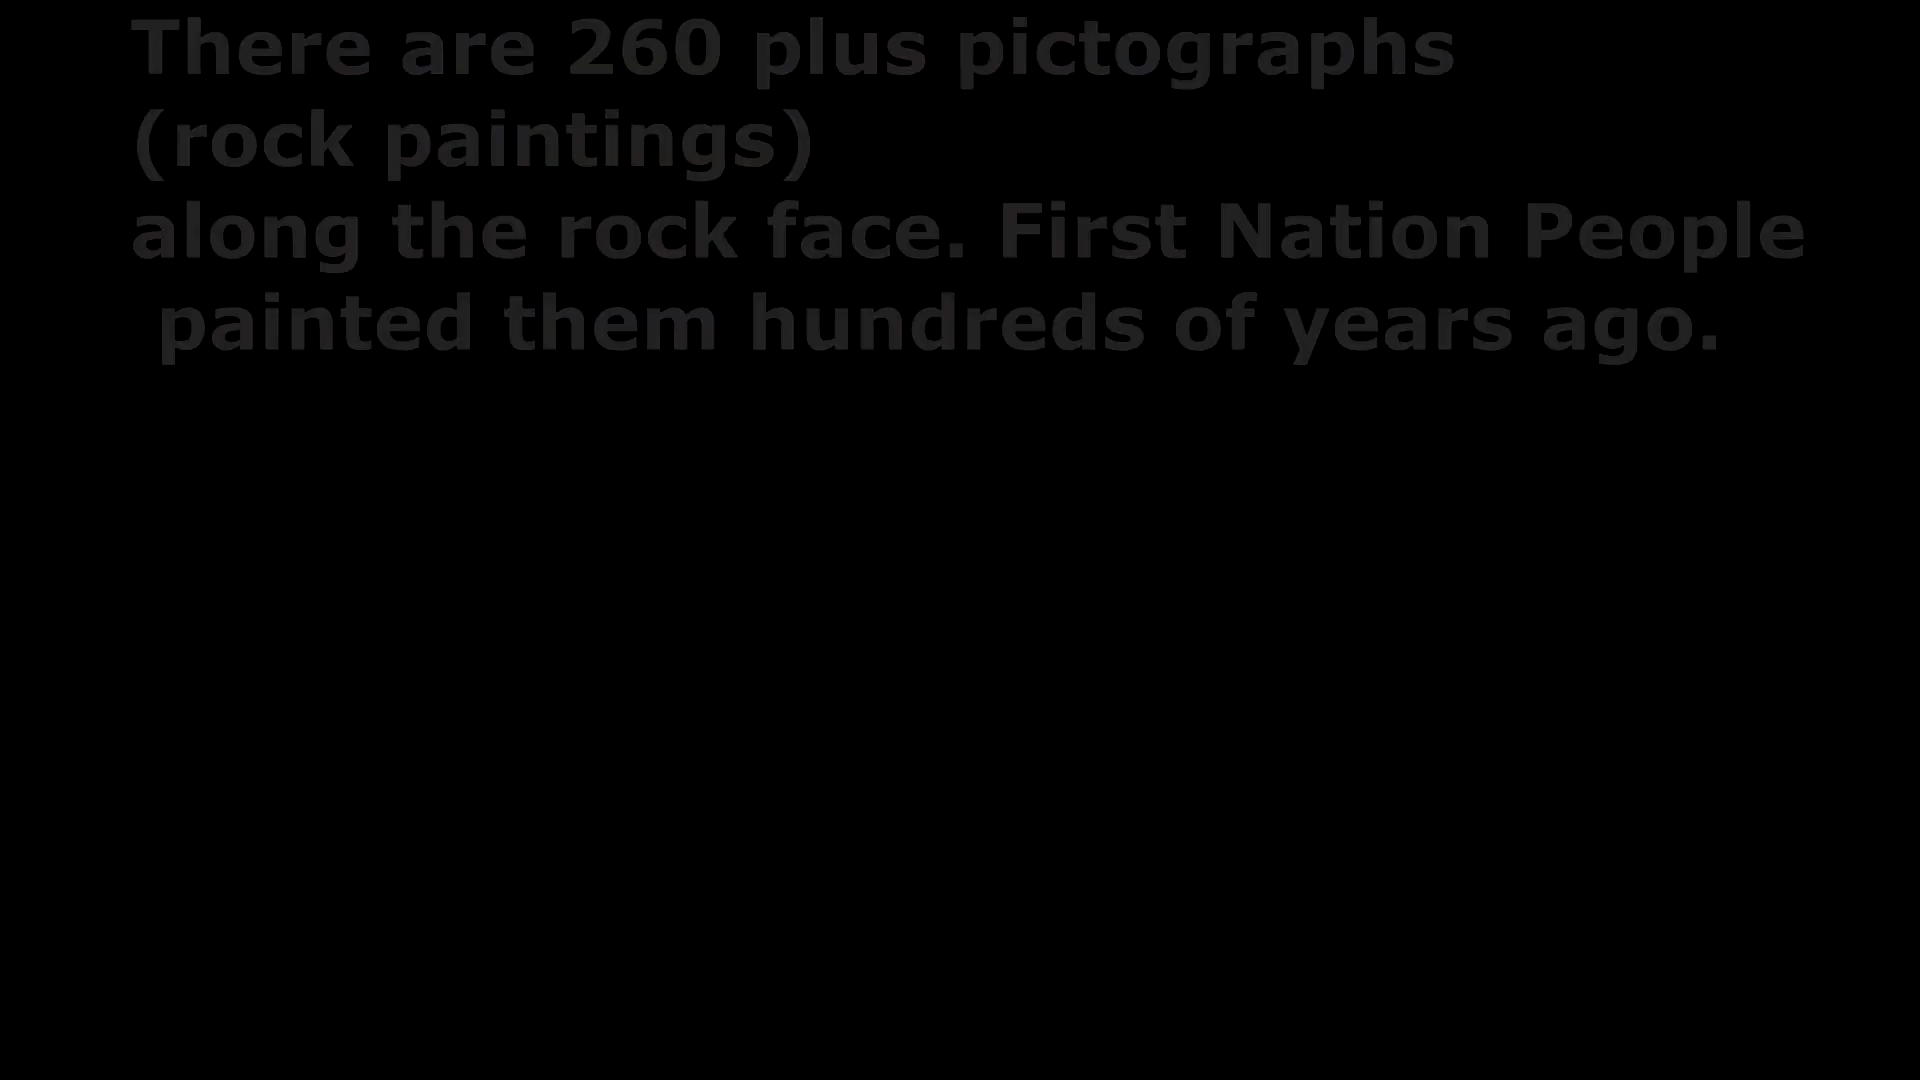 There are 260 plus pictographs
(rock paintings)
along the rock face. First Nation People
painted them hundreds of years ago.